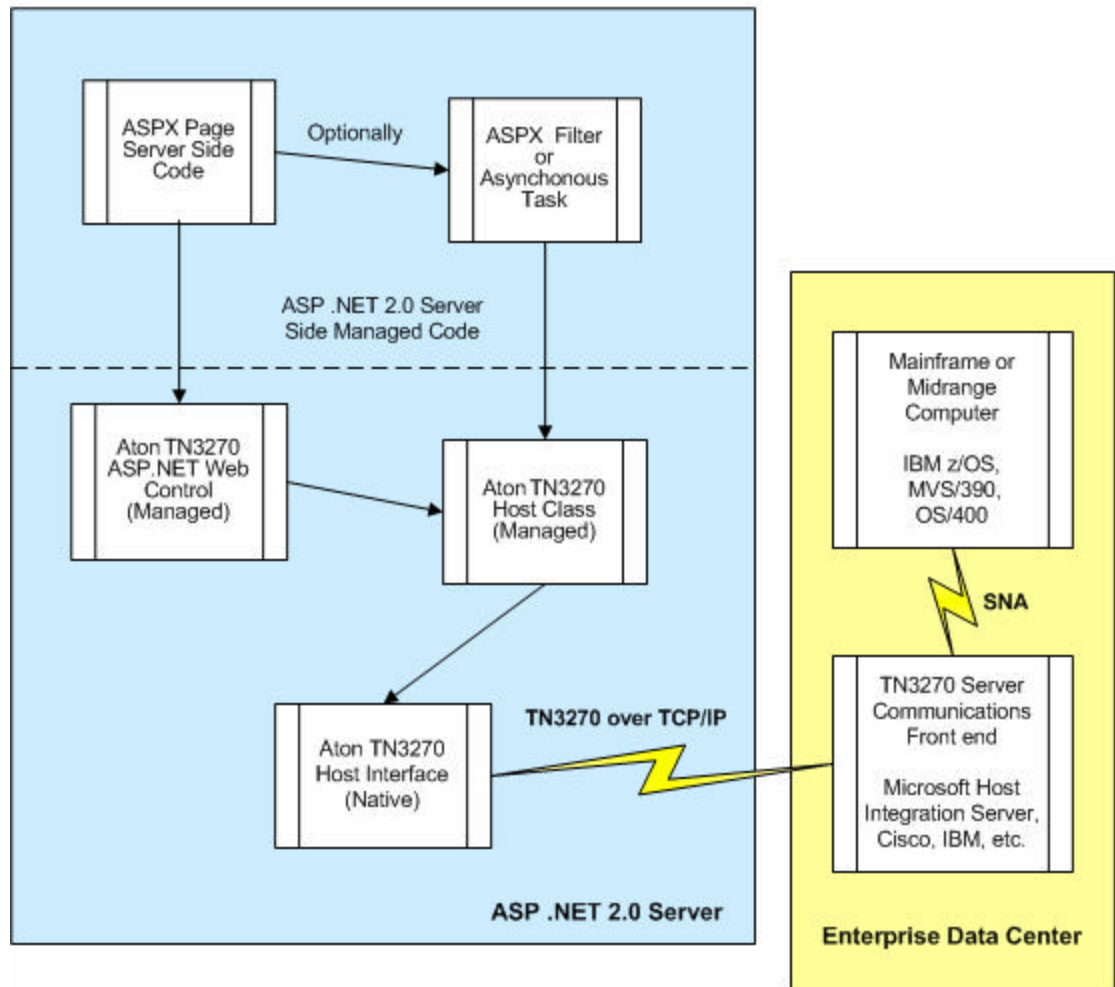 ASPX Page
Server Side
Code
Optionally
ASPX Filter
or
Asynchonous
Task
ASP .NET 2.0 Server
Side Managed Code
Aton TN3270
ASP.NET Web
Control
(Managed)
Aton TN3270
Host Class
(Managed)
Aton TN3270
Host Interface
(Native)
TN3270 over TCP/IP
ASP .NET 2.0 Server
Mainframe or
Midrange
Computer
IBM z/OS,
MVS/390,
OS/400
SNA
TN3270 Server
Communications
Front end
Microsoft Host
Integration Server,
Cisco, IBM, etc.
Enterprise Data Center